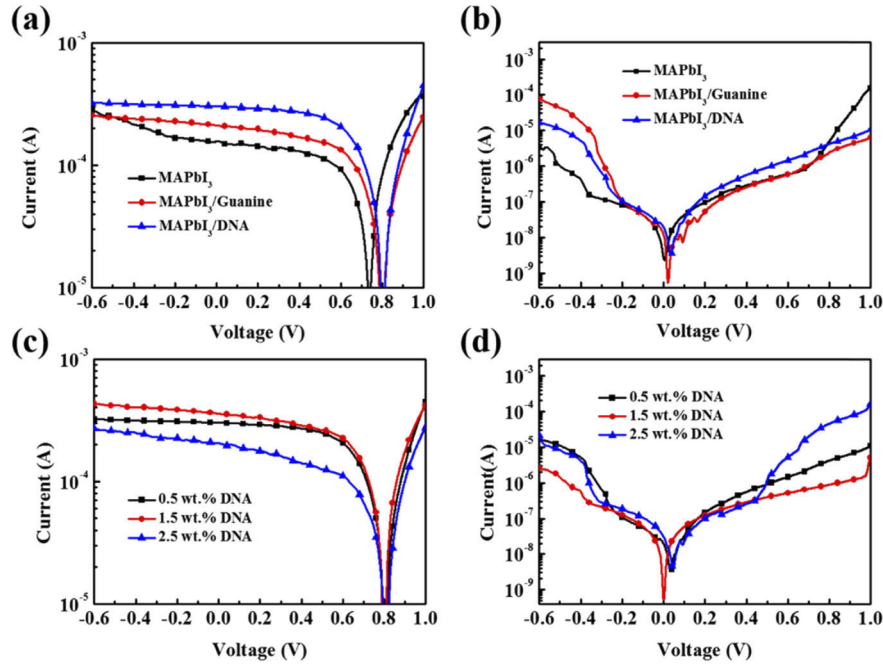 (a)
10^-3
10^-4
10^-5
Current (A)
MAPbI3
MAPbI3/Guanine
MAPbI3/DNA
-0.6 -0.4 -0.2 0.0 0.2 0.4 0.6 0.8 1.0
Voltage (V)
(b)
10^-3
10^-4
10^-5
10^-6
10^-7
10^-8
10^-9
Current (A)
MAPbI3
MAPbI3/Guanine
MAPbI3/DNA
-0.6 -0.4 -0.2 0.0 0.2 0.4 0.6 0.8 1.0
Voltage (V)
(c)
10^-3
10^-4
10^-5
Current (A)
0.5 wt.% DNA
1.5 wt.% DNA
2.5 wt.% DNA
-0.6 -0.4 -0.2 0.0 0.2 0.4 0.6 0.8 1.0
Voltage (V)
(d)
10^-3
10^-4
10^-5
10^-6
10^-7
10^-8
10^-9
Current(A)
0.5 wt.% DNA
1.5 wt.% DNA
2.5 wt.% DNA
-0.6 -0.4 -0.2 0.0 0.2 0.4 0.6 0.8 1.0
Voltage (V)